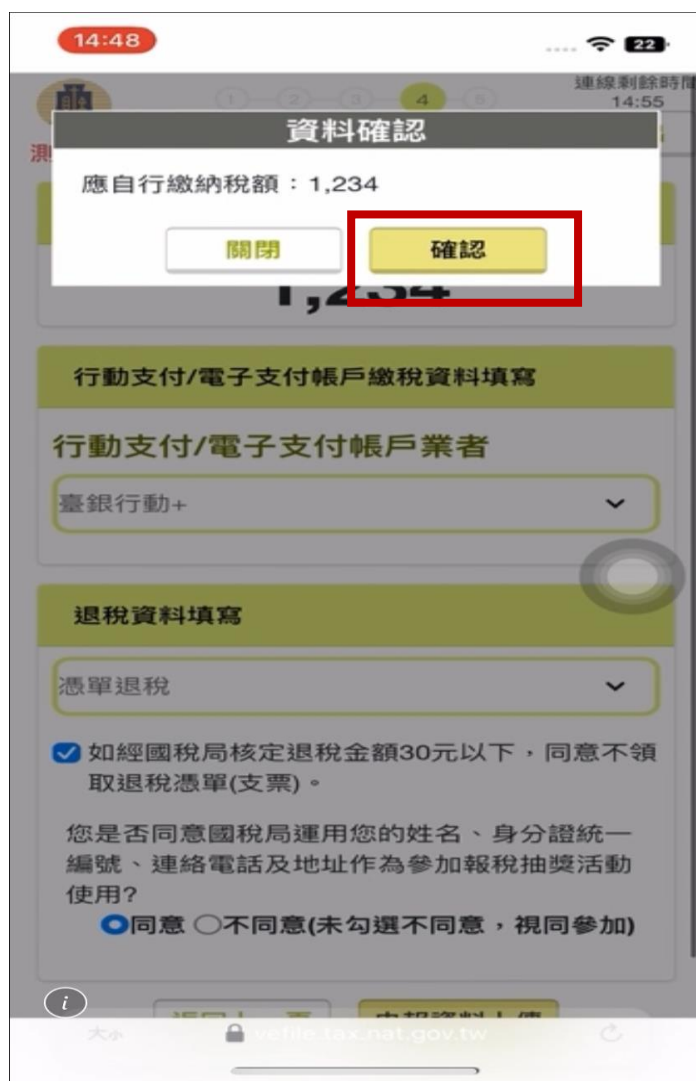 14:48
22
1 2 3 4 5
連線剩餘時間
14:55
資料確認
應自行繳納稅額：1,234
關閉
確認
1,234
行動支付/電子支付帳戶繳稅資料填寫
行動支付/電子支付帳戶業者
臺銀行動+
退稅資料填寫
憑單退稅
如經國稅局核定退稅金額30元以下，同意不領
取退稅憑單(支票)。
您是否同意國稅局運用您的姓名、身分證統一
編號、連絡電話及地址作為參加報稅抽獎活動
使用?
同意 不同意(未勾選不同意，視同參加)
i
大小
vefile.tax.nat.gov.tw